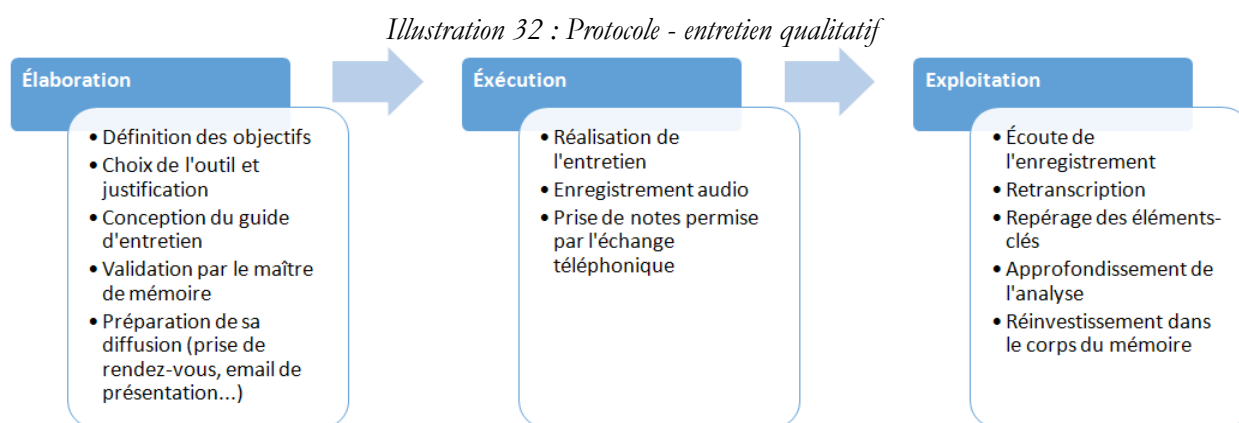 Illustration 32 : Protocole - entretien qualitatif
Élaboration
• Définition des objectifs
• Choix de l'outil et
justification
• Conception du guide
d'entretien
• Validation par le maître
de mémoire
• Préparation de sa
diffusion (prise de
rendez-vous, email de
présentation...)
Éxécution
• Réalisation de
l'entretien
• Enregistrement audio
• Prise de notes permise
par l'échange
téléphonique
Exploitation
• Écoute de
l'enregistrement
• Retranscription
• Repérage des éléments-
clés
• Approfondissement de
l'analyse
• Réinvestissement dans
le corps du mémoire